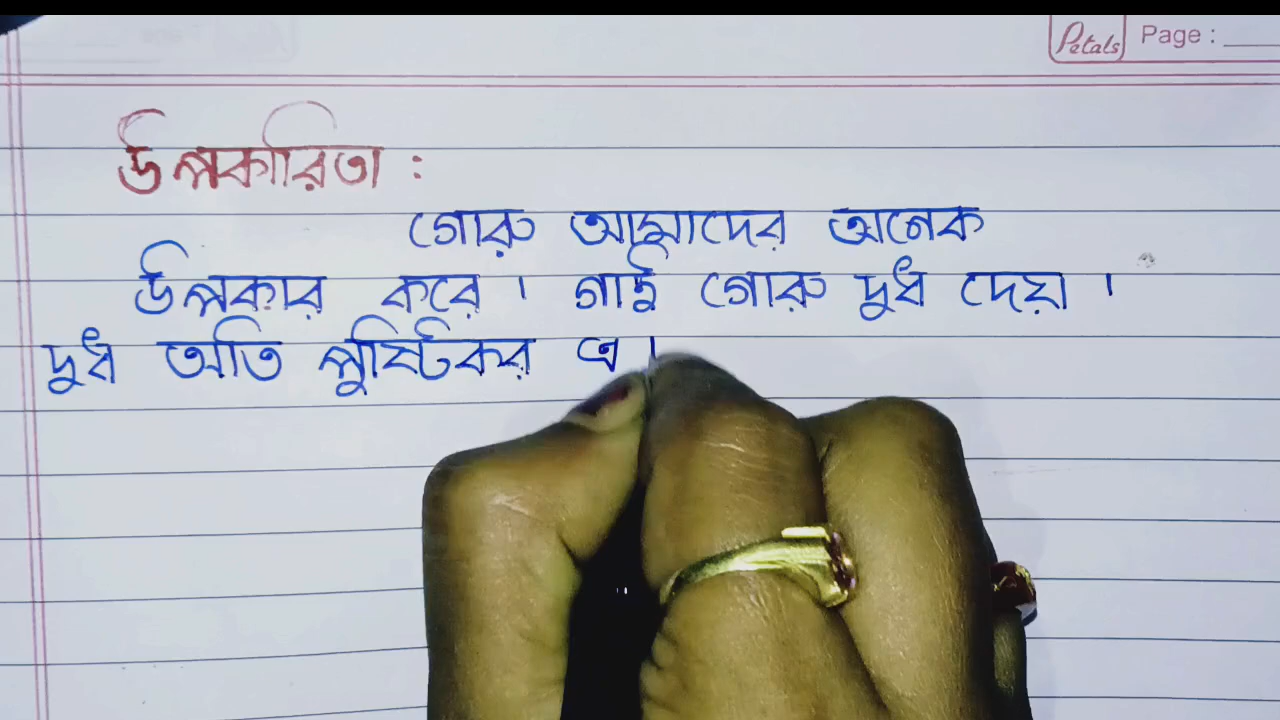 Petals Page :
উপকারিতা :
গোরু আমাদের অনেক
উপকার করে । গাই গোরু দুধ দেয় ।
দুধ অতি পুষ্টিকর এ